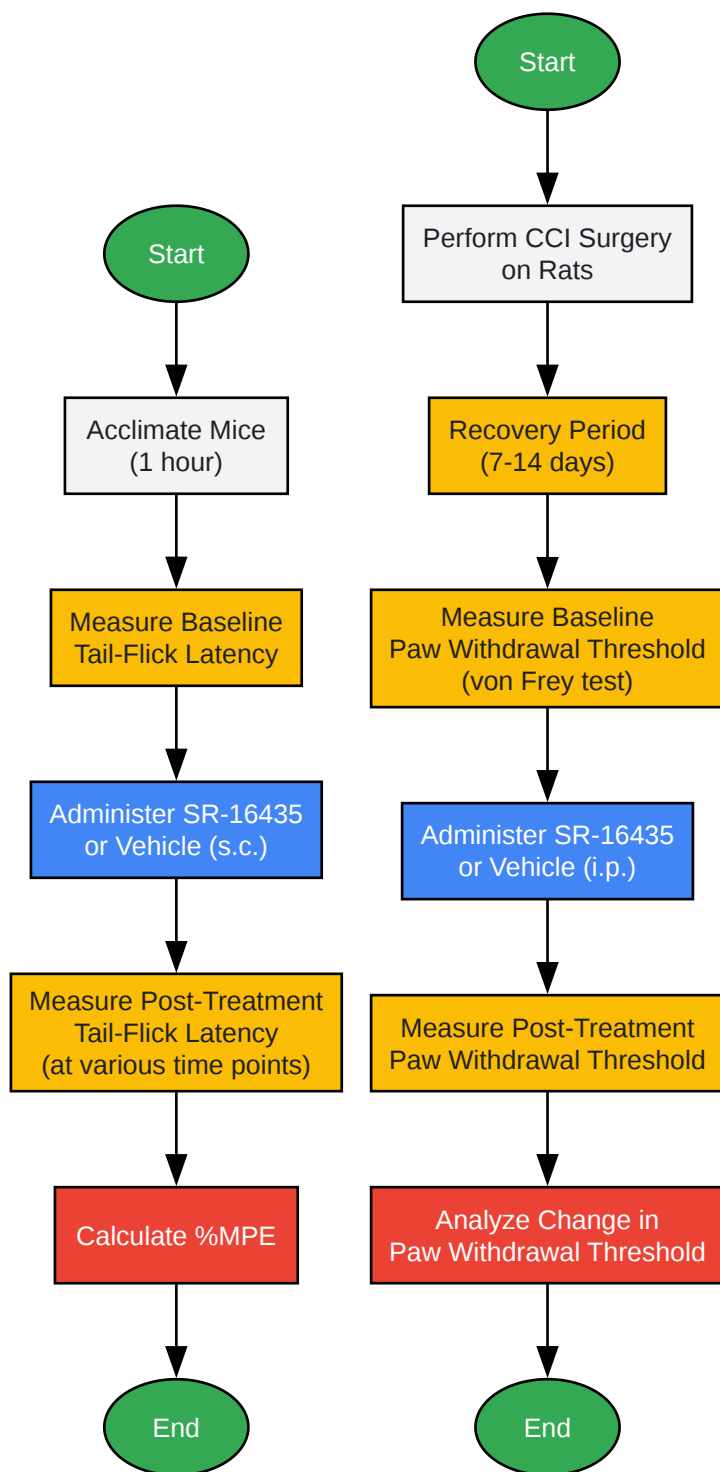 Start
Acclimate Mice
(1 hour)
Measure Baseline
Tail-Flick Latency
Administer SR-16435
or Vehicle (s.c.)
Measure Post-Treatment
Tail-Flick Latency
(at various time points)
Calculate %MPE
End
Start
Perform CCI Surgery
on Rats
Recovery Period
(7-14 days)
Measure Baseline
Paw Withdrawal Threshold
(von Frey test)
Administer SR-16435
or Vehicle (i.p.)
Measure Post-Treatment
Paw Withdrawal Threshold
Analyze Change in
Paw Withdrawal Threshold
End